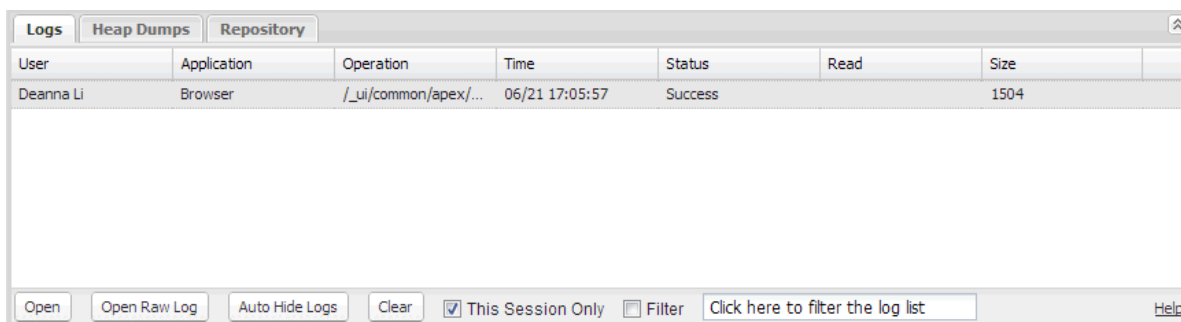 Logs Heap Dumps Repository
User Application Operation Time Status Read Size
Deanna Li Browser /_ui/common/apex/... 06/21 17:05:57 Success 1504
Open Open Raw Log Auto Hide Logs Clear This Session Only Filter Click here to filter the log list Help